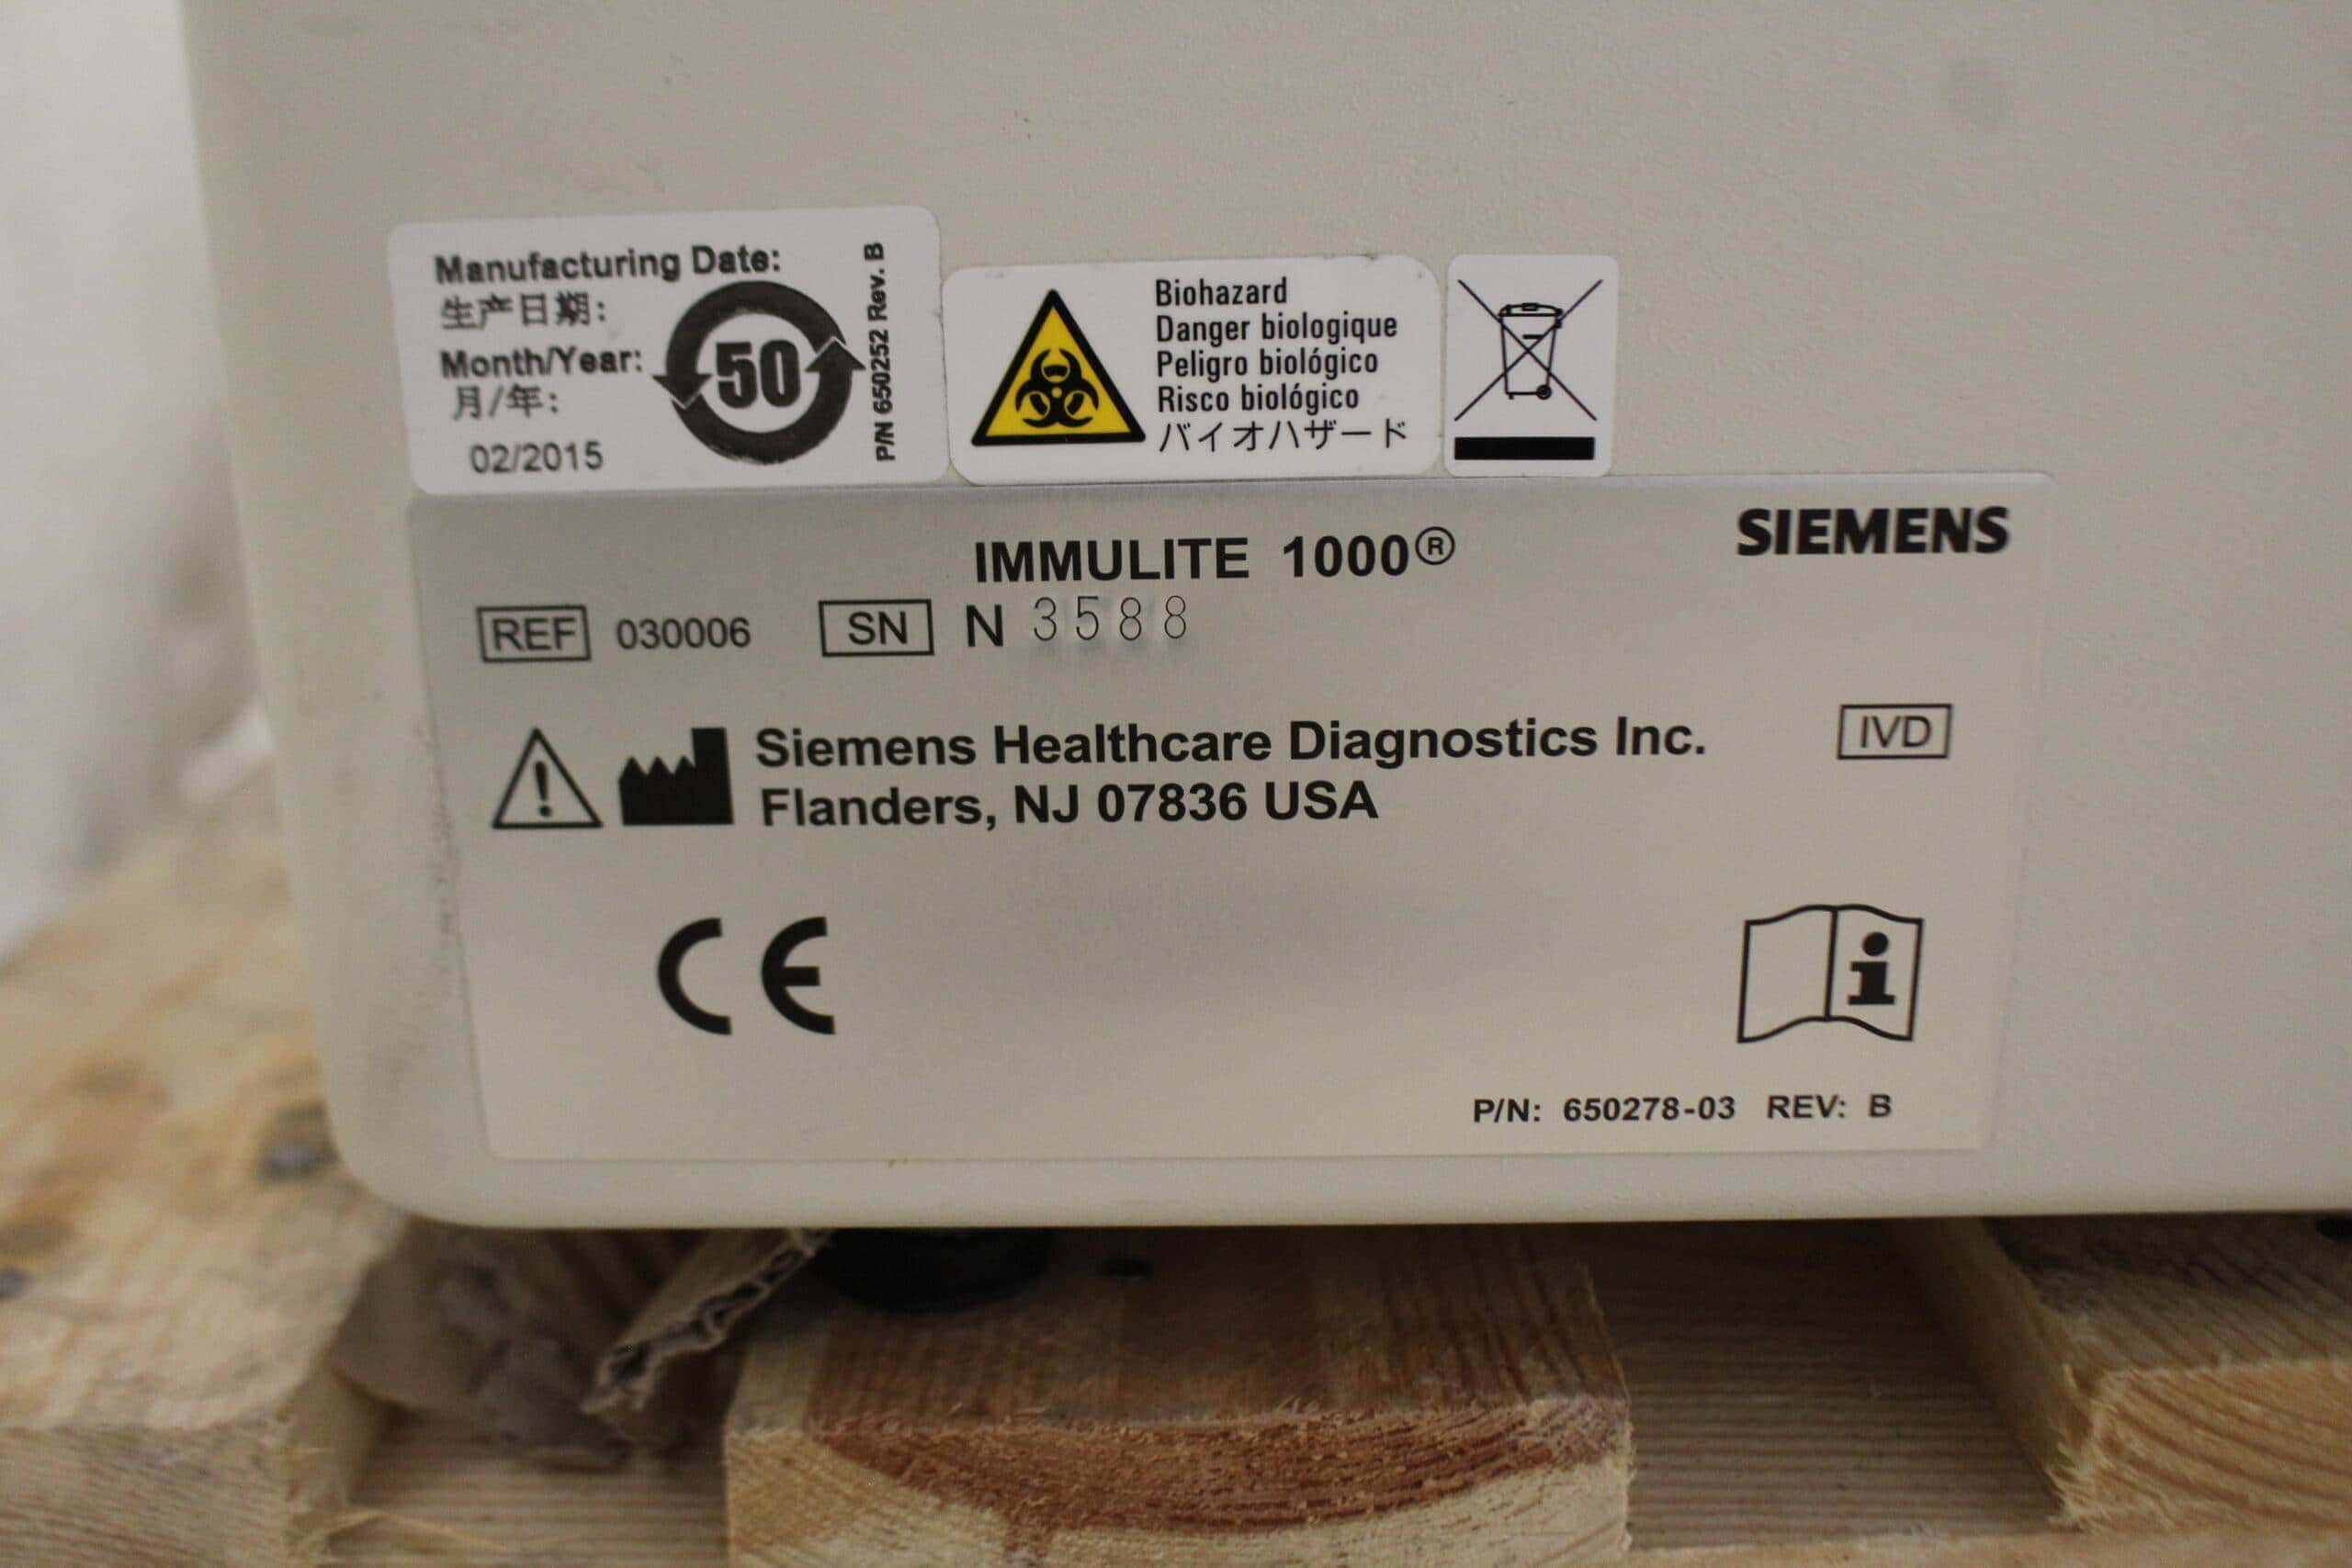 Manufacturing Date:
生产日期:
Month/Year:
月/年:
02/2015
50
P/N 650252 Rev. B
Biohazard
Danger biologique
Peligro biológico
Risco biológico
バイオハザード
SIEMENS
IMMULITE 1000®
REF 030006 SN N 3588
Siemens Healthcare Diagnostics Inc.
Flanders, NJ 07836 USA
IVD
CE
P/N: 650278-03 REV: B